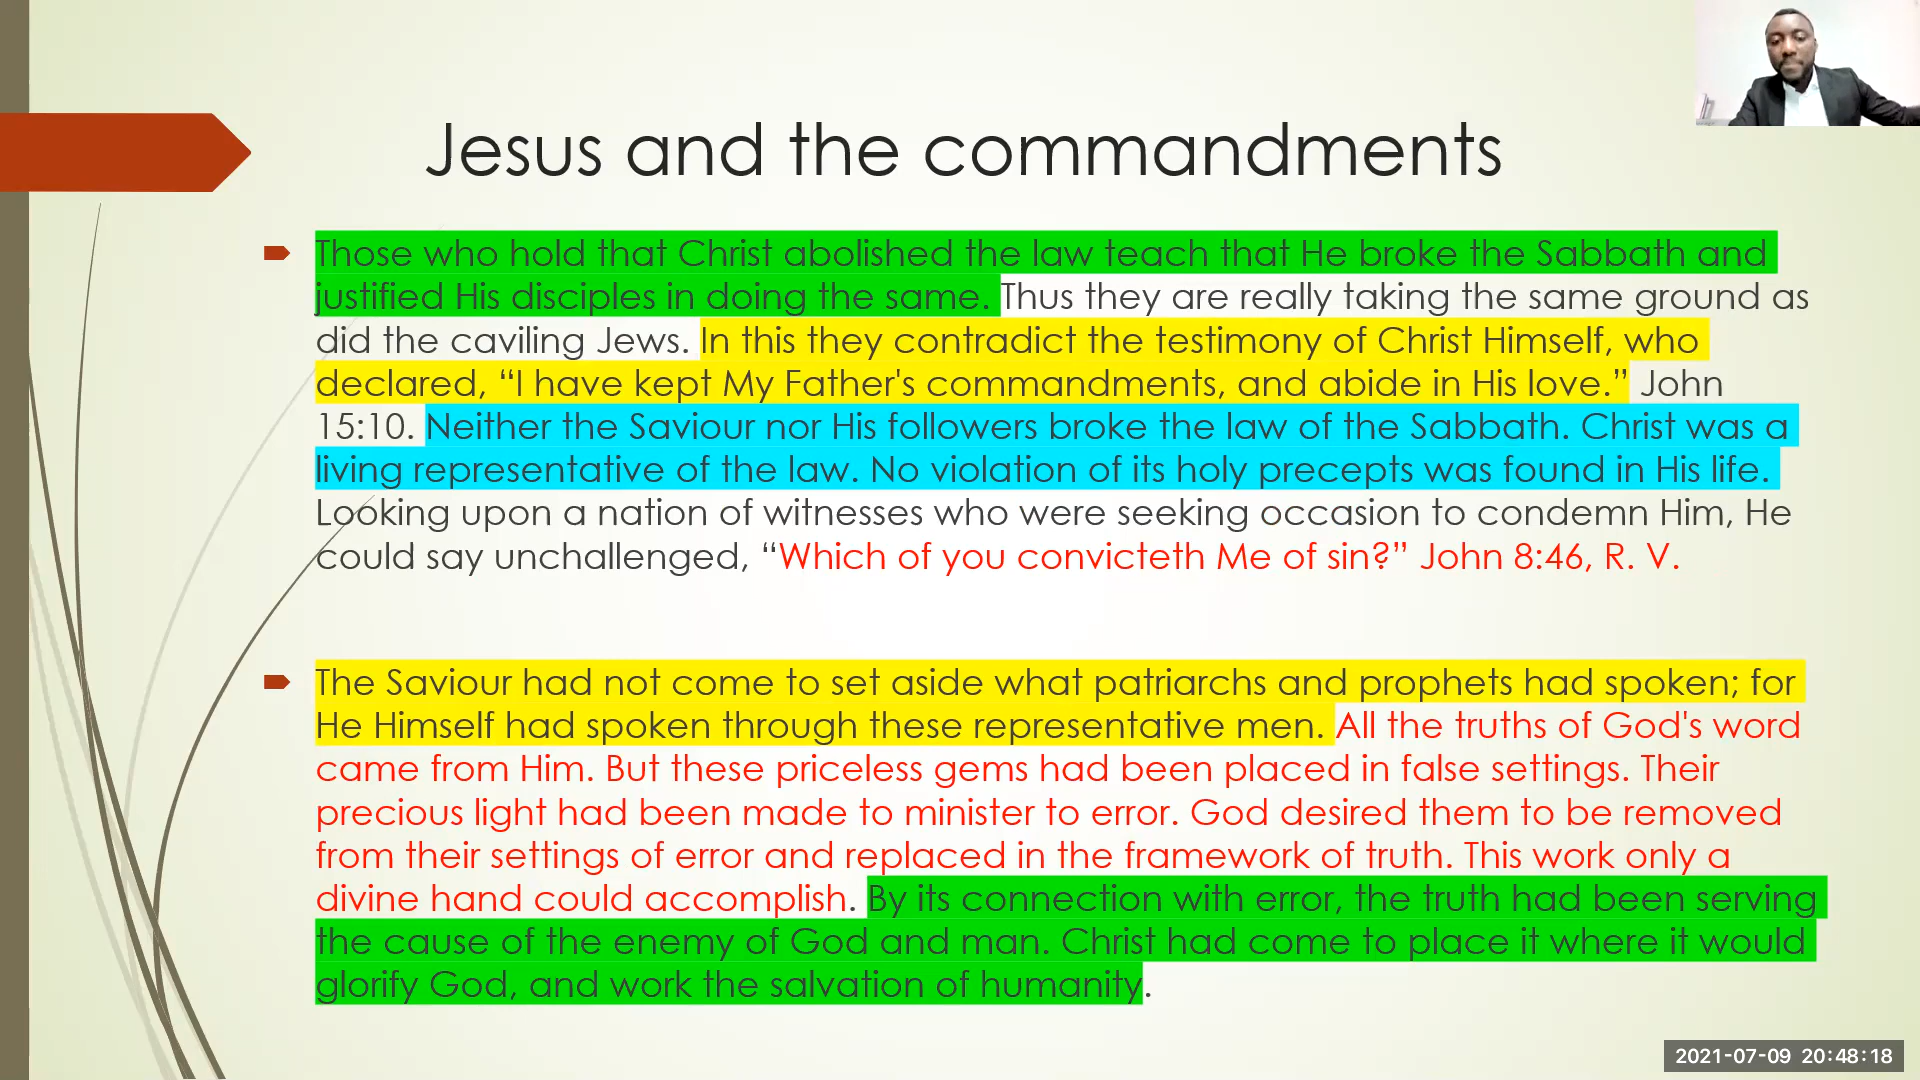 Jesus and the commandments
Those who hold that Christ abolished the law teach that He broke the Sabbath and
justified His disciples in doing the same. Thus they are really taking the same ground as
did the caviling Jews. In this they contradict the testimony of Christ Himself, who
declared, “I have kept My Father's commandments, and abide in His love.” John
15:10. Neither the Saviour nor His followers broke the law of the Sabbath. Christ was a
living representative of the law. No violation of its holy precepts was found in His life.
Looking upon a nation of witnesses who were seeking occasion to condemn Him, He
could say unchallenged, “Which of you convicteth Me of sin?” John 8:46, R. V.
The Saviour had not come to set aside what patriarchs and prophets had spoken; for
He Himself had spoken through these representative men. All the truths of God's word
came from Him. But these priceless gems had been placed in false settings. Their
precious light had been made to minister to error. God desired them to be removed
from their settings of error and replaced in the framework of truth. This work only a
divine hand could accomplish. By its connection with error, the truth had been serving
the cause of the enemy of God and man. Christ had come to place it where it would
glorify God, and work the salvation of humanity.
2021-07-09 20:48:18